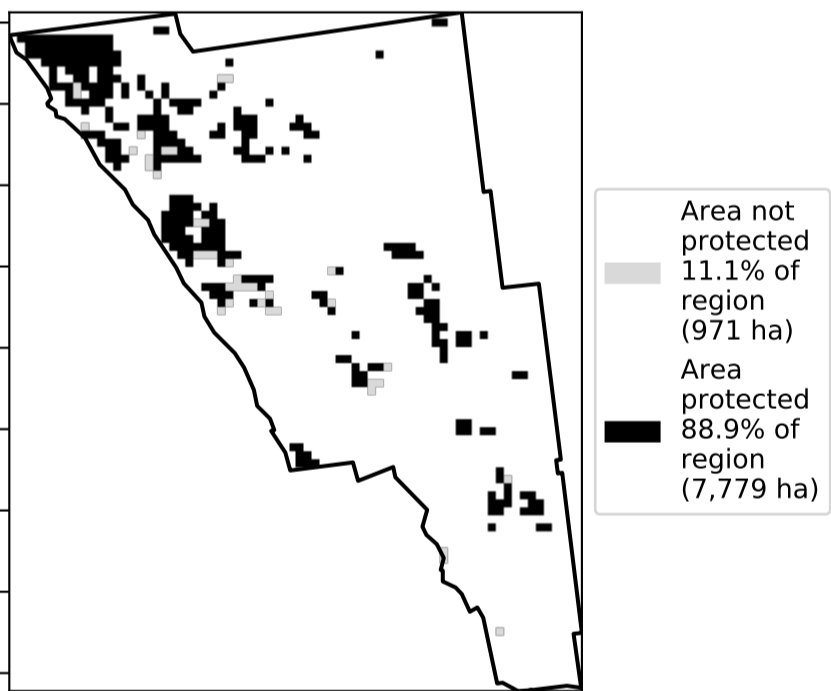 Area not
protected
11.1% of
region
(971 ha)
Area
protected
88.9% of
region
(7,779 ha)